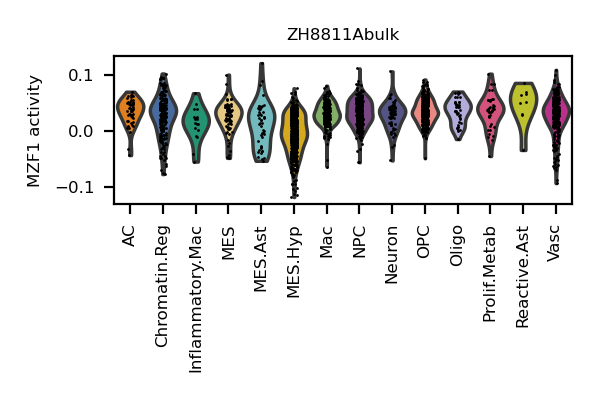 ZH8811Abulk
MZF1 activity
0.1
0.0
−0.1
AC
Chromatin.Reg
Inflammatory.Mac
MES
MES.Ast
MES.Hyp
Mac
NPC
Neuron
OPC
Oligo
Prolif.Metab
Reactive.Ast
Vasc